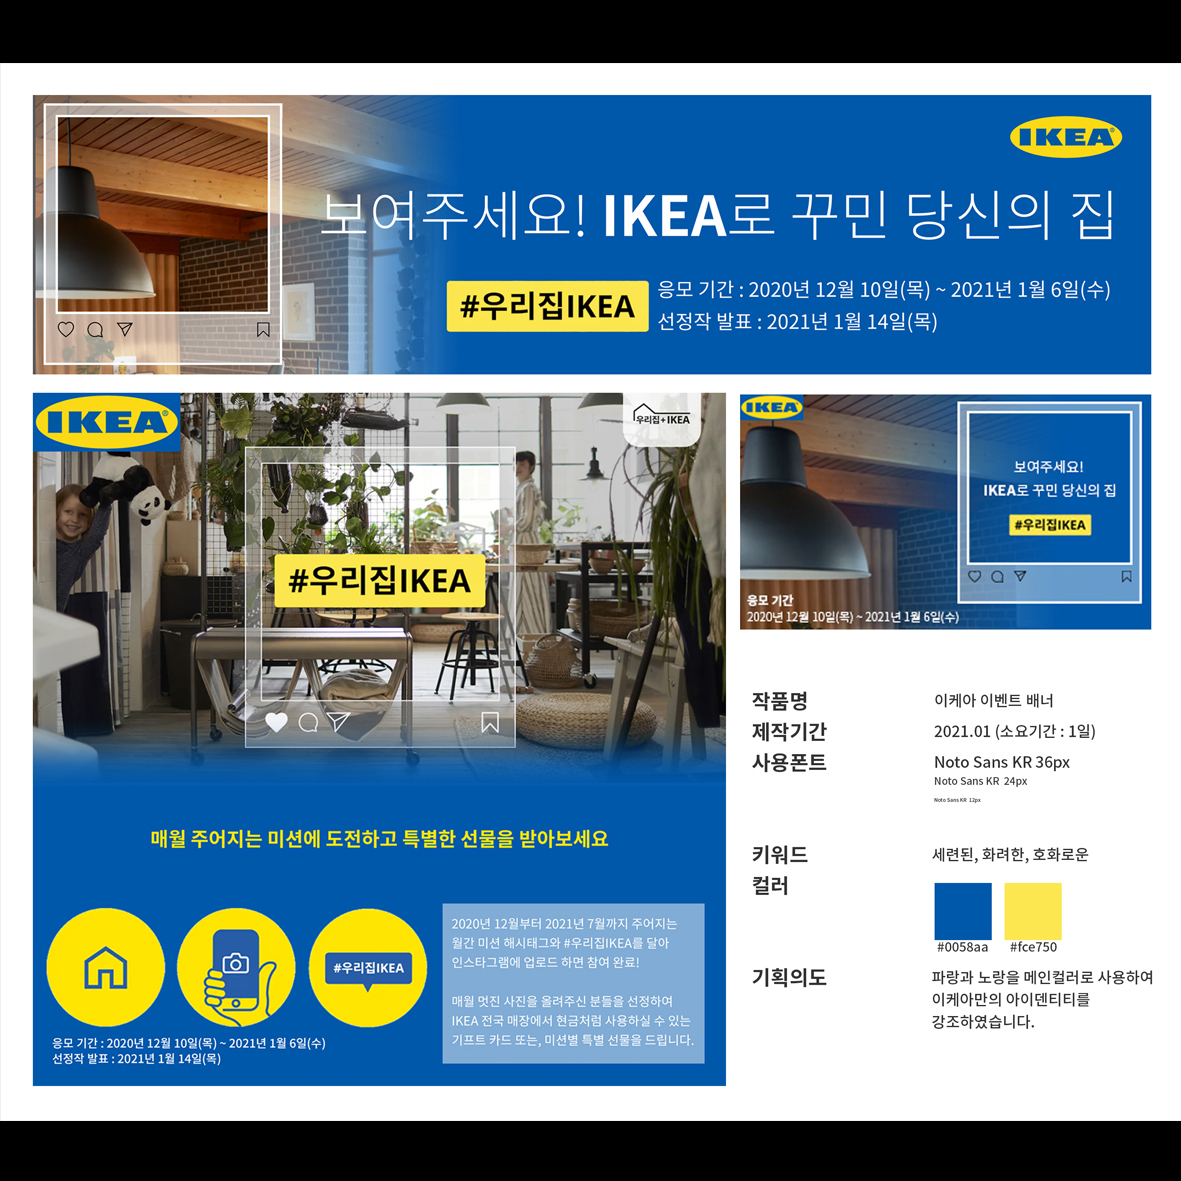 IKEA
보여주세요! IKEA로 꾸민 당신의 집
#우리집IKEA
응모 기간 : 2020년 12월 10일(목) ~ 2021년 1월 6일(수)
선정작 발표 : 2021년 1월 14일(목)
IKEA
우리집+IKEA
#우리집IKEA
매월 주어지는 미션에 도전하고 특별한 선물을 받아보세요
#우리집IKEA
응모 기간 : 2020년 12월 10일(목) ~ 2021년 1월 6일(수)
선정작 발표 : 2021년 1월 14일(목)
2020년 12월부터 2021년 7월까지 주어지는
월간 미션 해시태그와 #우리집IKEA를 달아
인스타그램에 업로드 하면 참여 완료!
매월 멋진 사진을 올려주신 분들을 선정하여
IKEA 전국 매장에서 현금처럼 사용하실 수 있는
기프트 카드 또는, 미션별 특별 선물을 드립니다.
IKEA
보여주세요!
IKEA로 꾸민 당신의 집
#우리집IKEA
응모 기간
2020년 12월 10일(목) ~ 2021년 1월 6일(수)
작품명 이케아 이벤트 배너
제작기간 2021.01 (소요기간 : 1일)
사용폰트 Noto Sans KR 36px
Noto Sans KR 24px
Noto Sans KR 12px
키워드 세련된, 화려한, 호화로운
컬러
#0058aa #fce750
기획의도 파랑과 노랑을 메인컬러로 사용하여
이케아만의 아이덴티티를
강조하였습니다.